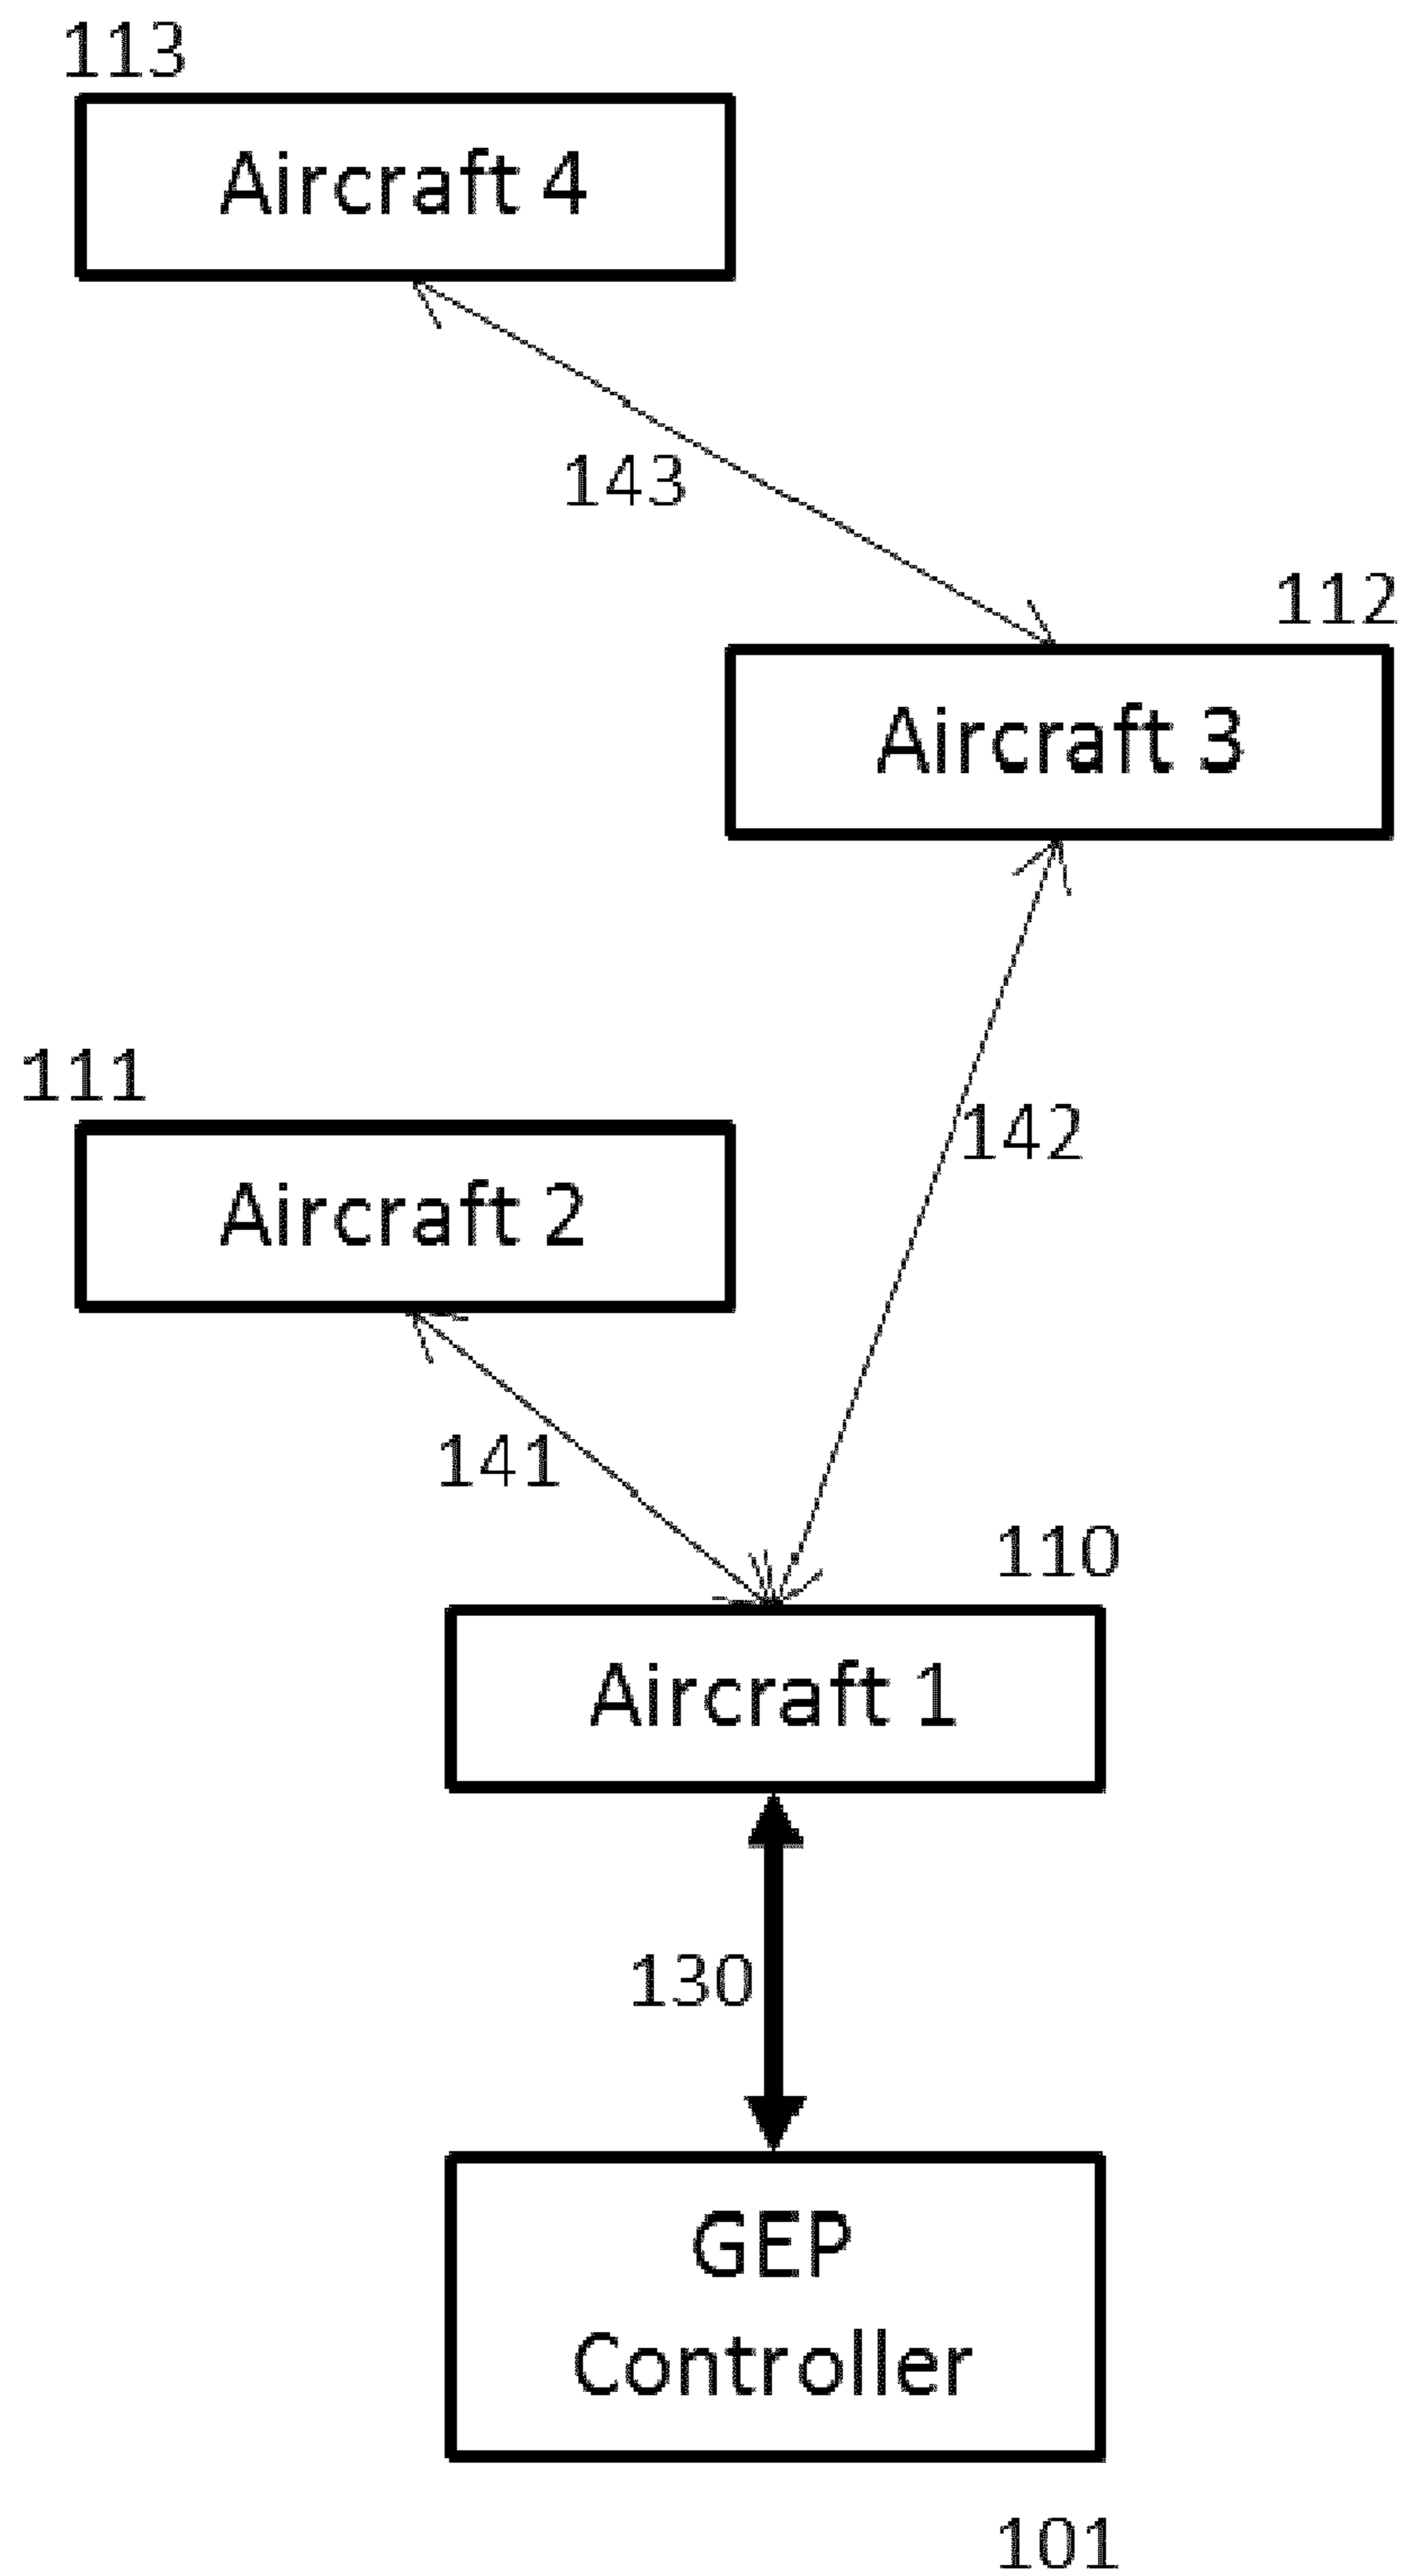 113
Aircraft 4
143
112
Aircraft 3
111
142
Aircraft 2
141
110
Aircraft 1
130
GEP
Controller
101